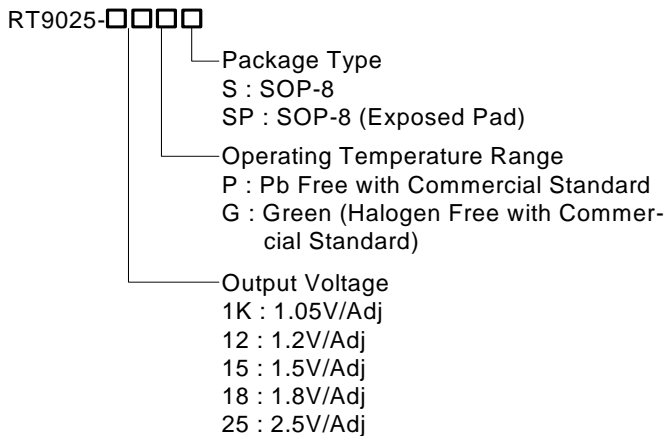 RT9025-□□□□
Package Type
S : SOP-8
SP : SOP-8 (Exposed Pad)
Operating Temperature Range
P : Pb Free with Commercial Standard
G : Green (Halogen Free with Commer-
cial Standard)
Output Voltage
1K : 1.05V/Adj
12 : 1.2V/Adj
15 : 1.5V/Adj
18 : 1.8V/Adj
25 : 2.5V/Adj